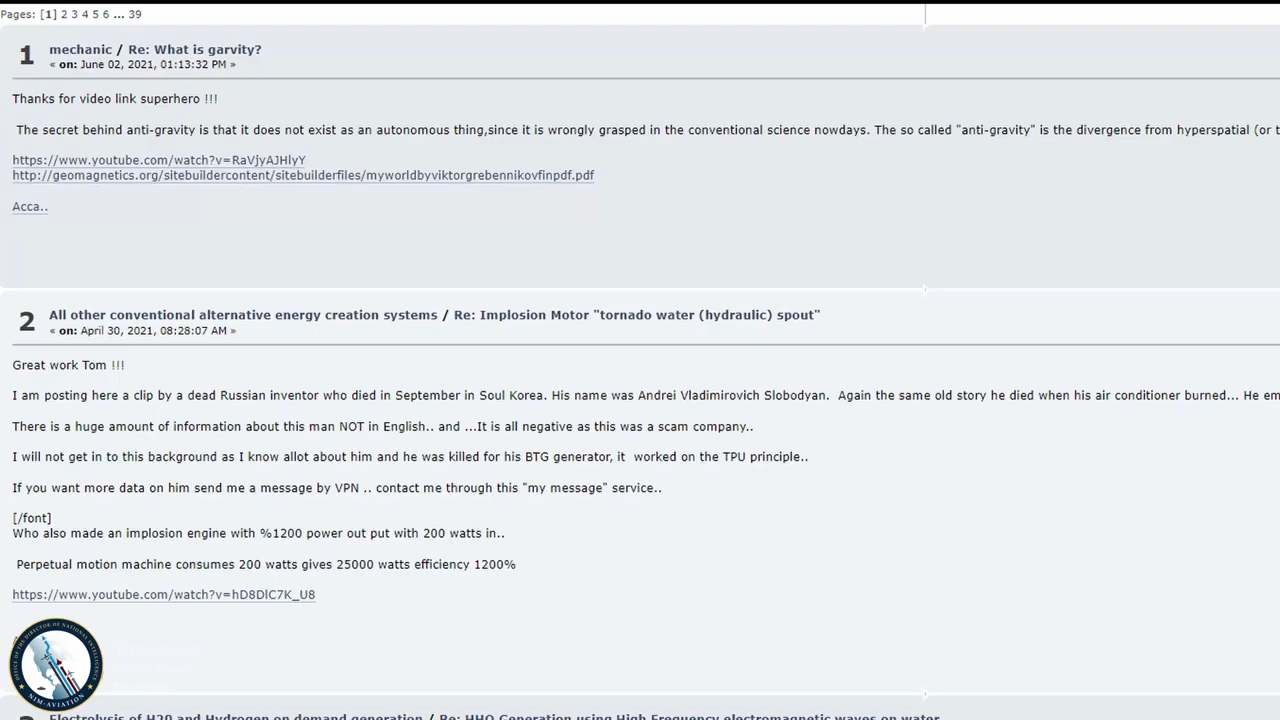 Pages: [1] 2 3 4 5 6 ... 39
1
mechanic / Re: What is garvity?
« on: June 02, 2021, 01:13:32 PM »
Thanks for video link superhero !!!
The secret behind anti-gravity is that it does not exist as an autonomous thing,since it is wrongly grasped in the conventional science nowdays. The so called "anti-gravity" is the divergence from hyperspatial (or t
https://www.youtube.com/watch?v=RaVjyAJHlyY
http://geomagnetics.org/sitebuildercontent/sitebuilderfiles/myworldbyviktorgrebennikovfinpdf.pdf
Acca..
2
All other conventional alternative energy creation systems / Re: Implosion Motor "tornado water (hydraulic) spout"
« on: April 30, 2021, 08:28:07 AM »
Great work Tom !!!
I am posting here a clip by a dead Russian inventor who died in September in Soul Korea. His name was Andrei Vladimirovich Slobodyan.  Again the same old story he died when his air conditioner burned... He em
There is a huge amount of information about this man NOT in English.. and ...It is all negative as this was a scam company..
I will not get in to this background as I know allot about him and he was killed for his BTG generator, it  worked on the TPU principle..
If you want more data on him send me a message by VPN .. contact me through this "my message" service..
[/font]
Who also made an implosion engine with %1200 power out put with 200 watts in..
Perpetual motion machine consumes 200 watts gives 25000 watts efficiency 1200%
https://www.youtube.com/watch?v=hD8DlC7K_U8
OFFICE OF THE DIRECTOR OF NATIONAL INTELLIGENCE
NIM-AVIATION
Electrolysis of H20 and Hydrogen on demand generation / Re: HHO Generation using High Frequency electromagnetic waves on water